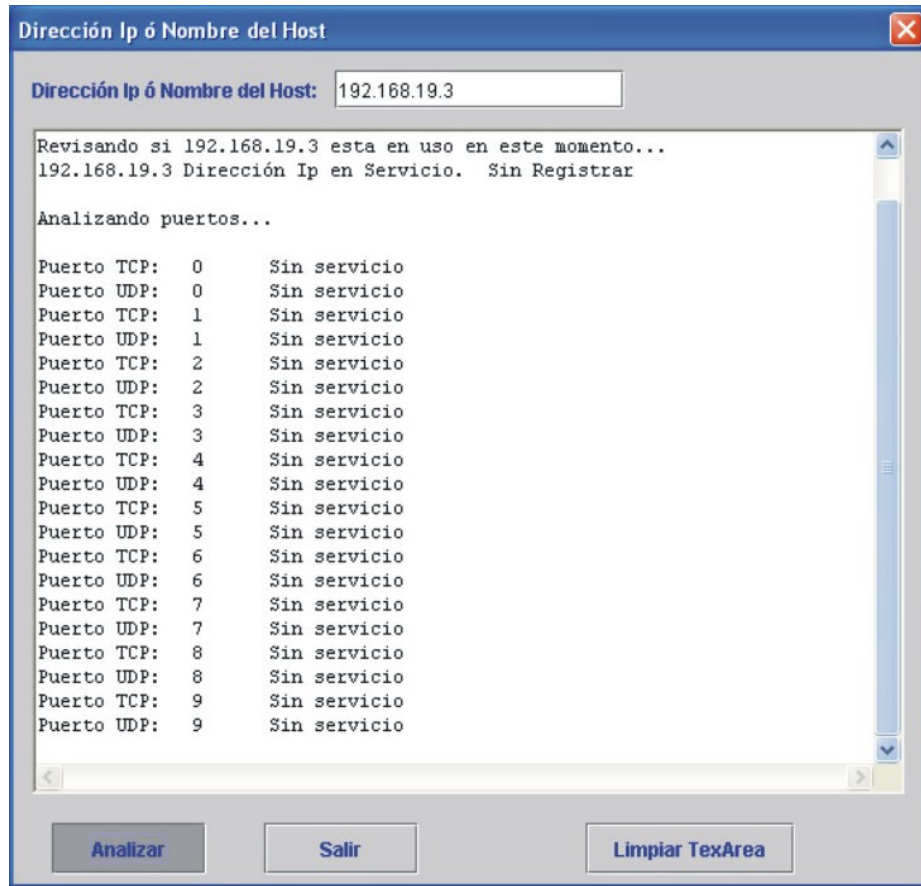 Dirección Ip ó Nombre del Host
Dirección Ip ó Nombre del Host: 192.168.19.3
Revisando si 192.168.19.3 esta en uso en este momento...
192.168.19.3 Dirección Ip en Servicio. Sin Registrar
Analizando puertos...
Puerto TCP: 0 Sin servicio
Puerto UDP: 0 Sin servicio
Puerto TCP: 1 Sin servicio
Puerto UDP: 1 Sin servicio
Puerto TCP: 2 Sin servicio
Puerto UDP: 2 Sin servicio
Puerto TCP: 3 Sin servicio
Puerto UDP: 3 Sin servicio
Puerto TCP: 4 Sin servicio
Puerto UDP: 4 Sin servicio
Puerto TCP: 5 Sin servicio
Puerto UDP: 5 Sin servicio
Puerto TCP: 6 Sin servicio
Puerto UDP: 6 Sin servicio
Puerto TCP: 7 Sin servicio
Puerto UDP: 7 Sin servicio
Puerto TCP: 8 Sin servicio
Puerto UDP: 8 Sin servicio
Puerto TCP: 9 Sin servicio
Puerto UDP: 9 Sin servicio
Analizar Salir Limpiar TexArea